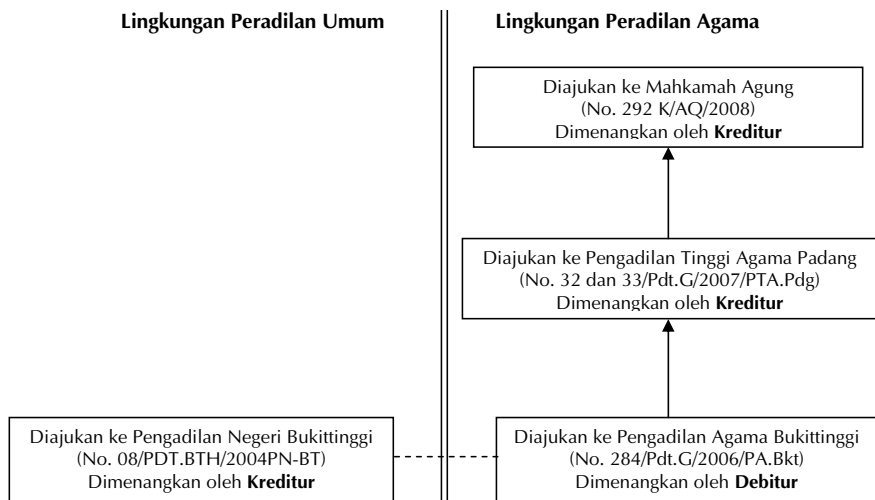 Lingkungan Peradilan Umum
Lingkungan Peradilan Agama
Diajukan ke Mahkamah Agung
(No. 292 K/AQ/2008)
Dimenangkan oleh Kreditur
Diajukan ke Pengadilan Tinggi Agama Padang
(No. 32 dan 33/Pdt.G/2007/PTA.Pdg)
Dimenangkan oleh Kreditur
Diajukan ke Pengadilan Negeri Bukittinggi
(No. 08/PDT.BTH/2004PN-BT)
Dimenangkan oleh Kreditur
Diajukan ke Pengadilan Agama Bukittinggi
(No. 284/Pdt.G/2006/PA.Bkt)
Dimenangkan oleh Debitur